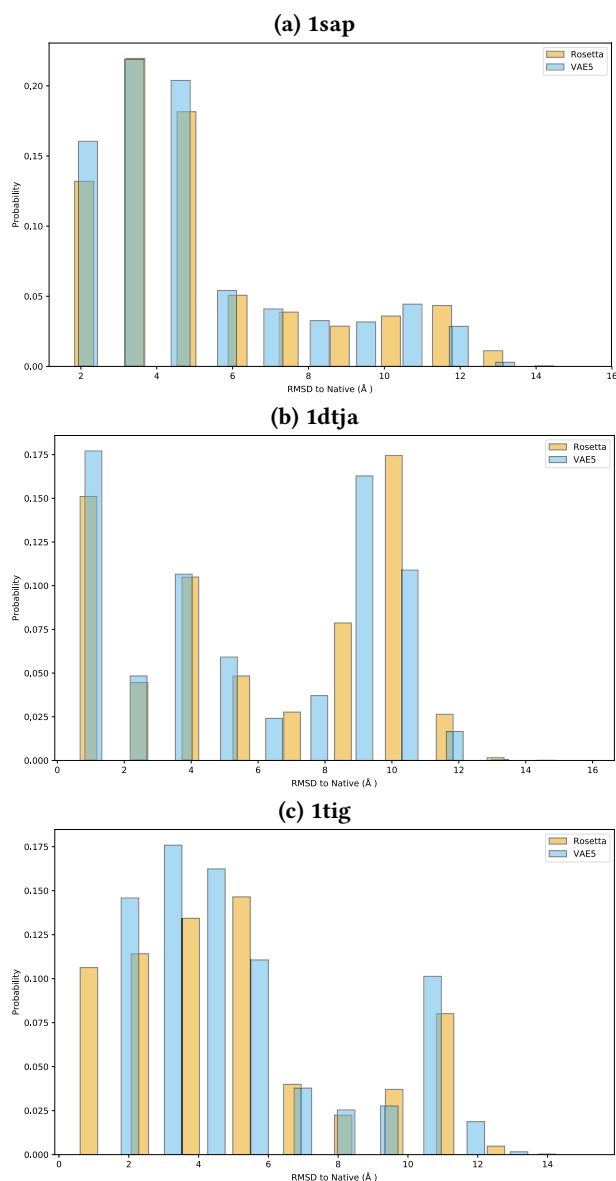 (a) 1sap
Rosetta
VAE5
0.20
0.15
0.10
0.05
0.00
Probability
2 4 6 8 10 12 14 16
RMSD to Native (Å )
(b) 1dtja
Rosetta
VAE5
0.175
0.150
0.125
0.100
0.075
0.050
0.025
0.000
Probability
0 2 4 6 8 10 12 14 16
RMSD to Native (Å )
(c) 1tig
Rosetta
VAE5
0.175
0.150
0.125
0.100
0.075
0.050
0.025
0.000
Probability
0 2 4 6 8 10 12 14
RMSD to Native (Å )